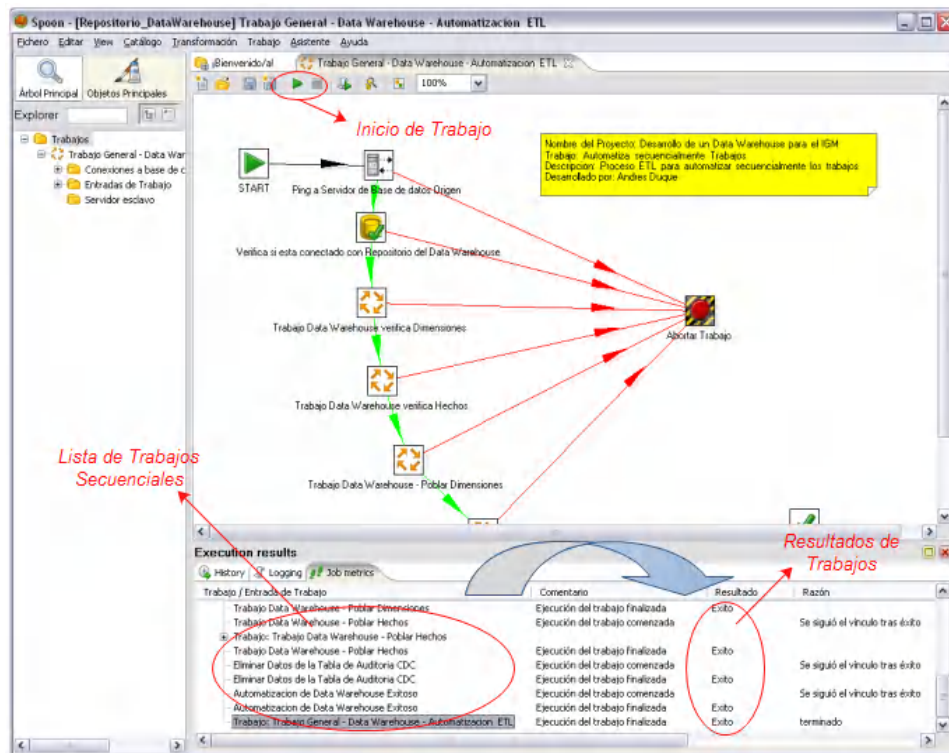 Spoon - [Repositorio_DataWarehouse] Trabajo General - Data Warehouse - Automatizacion ETL
Fichero Editar View Catálogo Transformación Trabajo Asistente Ayuda
Árbol Principal Objetos Principales
¡Bienvenido/a!
Trabajo General - Data Warehouse - Automatizacion ETL
100%
Explorer
Inicio de Trabajo
Trabajos
Trabajo General - Data War
Conexiones a base de c
Entradas de Trabajo
Servidor esclavo
Nombre del Proyecto: Desarrollo de un Data Warehouse para el IGM
Trabajo: Automatiza secuencialmente Trabajos
Descripcion: Proceso ETL para automatizar secuencialmente los trabajos
Desarrollado por: Andres Duque
START
Ping a Servidor de Base de datos Origen
Verifica si esta conectado con Repositorio del Data Warehouse
Trabajo Data Warehouse verifica Dimensiones
Abortar Trabajo
Trabajo Data Warehouse verifica Hechos
Lista de Trabajos
Secuenciales
Trabajo Data Warehouse - Poblar Dimensiones
Resultados de
Trabajos
Execution results
History Logging Job metrics
Trabajo / Entrada de Trabajo Comentario Resultado Razón
Trabajo Data Warehouse - Poblar Dimensiones Ejecución del trabajo finalizada Exito
Trabajo Data Warehouse - Poblar Hechos Ejecución del trabajo comenzada Se siguió el vínculo tras éxito
Trabajo: Trabajo Data Warehouse - Poblar Hechos
Trabajo Data Warehouse - Poblar Hechos Ejecución del trabajo finalizada Exito
Eliminar Datos de la Tabla de Auditoria CDC Ejecución del trabajo comenzada Se siguió el vínculo tras éxito
Eliminar Datos de la Tabla de Auditoria CDC Ejecución del trabajo finalizada Exito
Automatizacion de Data Warehouse Exitoso Ejecución del trabajo comenzada Se siguió el vínculo tras éxito
Automatizacion de Data Warehouse Exitoso Ejecución del trabajo finalizada Exito
Trabajo: Trabajo General - Data Warehouse - Automatizacion ETL Ejecución del trabajo finalizada Exito terminado